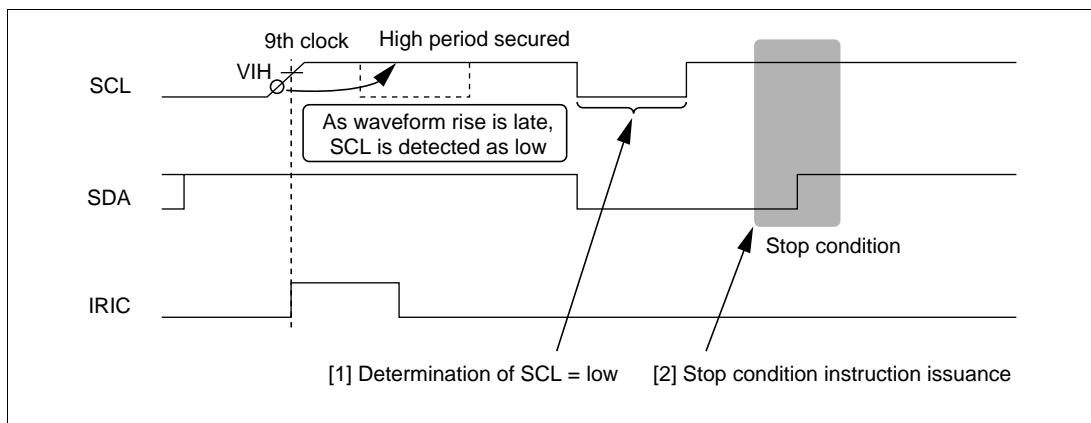 9th clock
High period secured
VIH
SCL
As waveform rise is late,
SCL is detected as low
SDA
Stop condition
IRIC
[1] Determination of SCL = low
[2] Stop condition instruction issuance